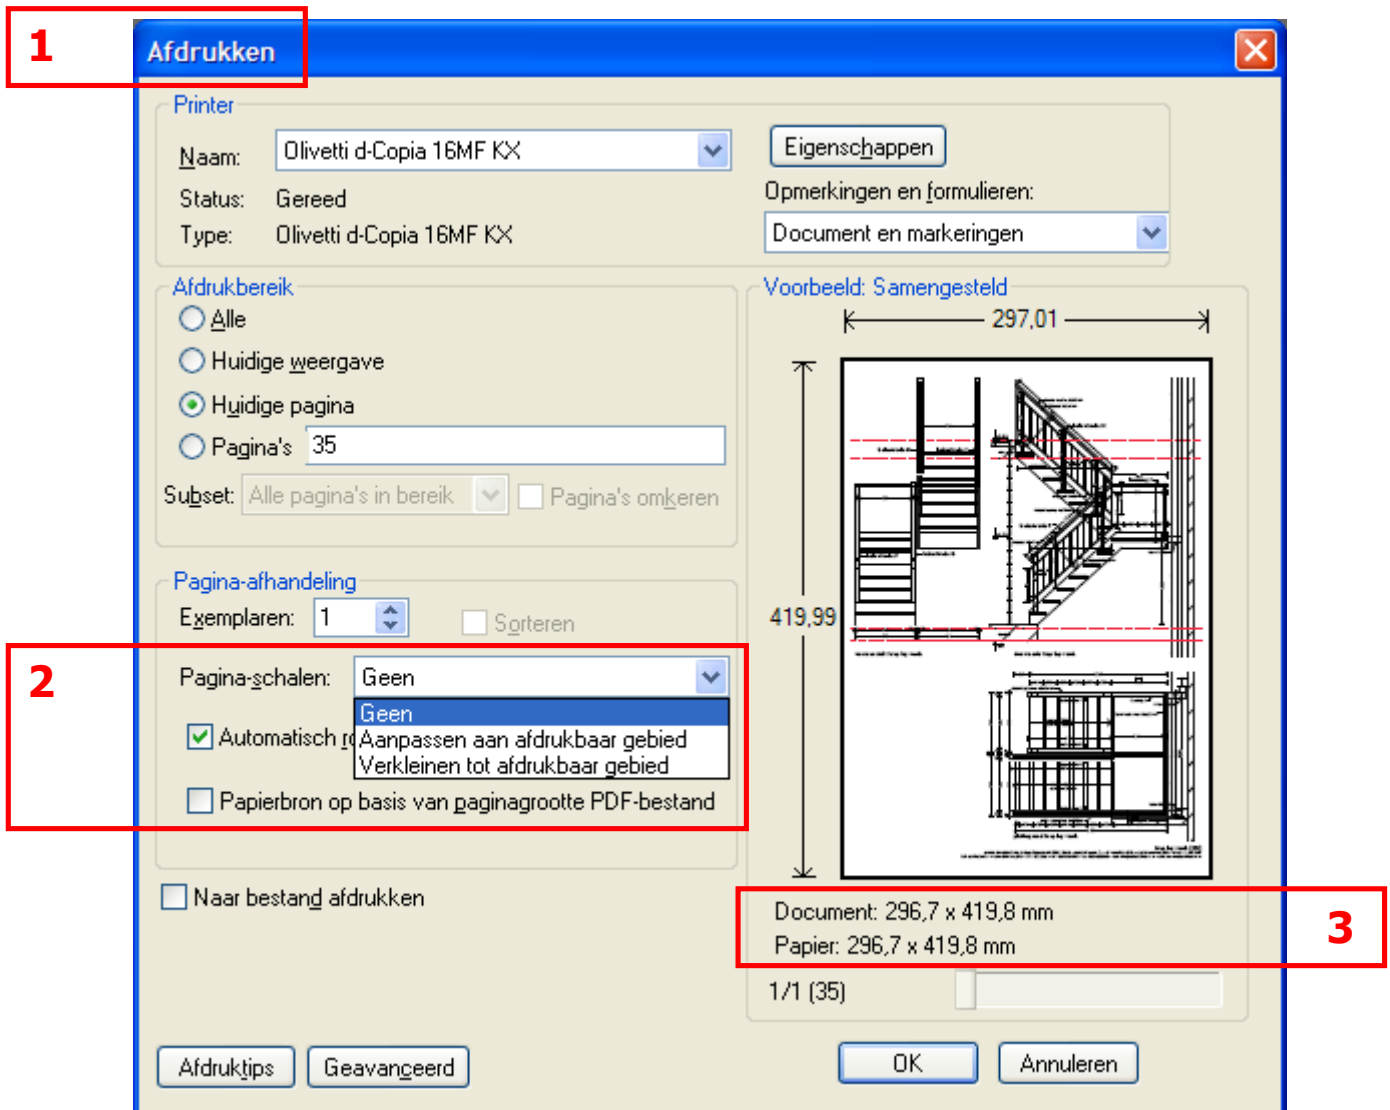 1
Afdrukken
Printer
Naam: Olivetti d-Copia 16MF KX
Eigenschappen
Status: Gereed
Opmerkingen en formulieren:
Type: Olivetti d-Copia 16MF KX
Document en markeringen
Afdrukbereik
Alle
Huidige weergave
Huidige pagina
Pagina's 35
Subset: Alle pagina's in bereik Pagina's omkeren
Voorbeeld: Samengesteld
297,01
419,99
Pagina-afhandeling
Exemplaren: 1 Sorteren
2
Pagina-schalen: Geen
Geen
Automatisch ro
Aanpassen aan afdrukbaar gebied
Verkleinen tot afdrukbaar gebied
Papierbron op basis van paginagrootte PDF-bestand
Naar bestand afdrukken
Document: 296,7 x 419,8 mm
Papier: 296,7 x 419,8 mm
3
1/1 (35)
Afdruktips Geavanceerd OK Annuleren